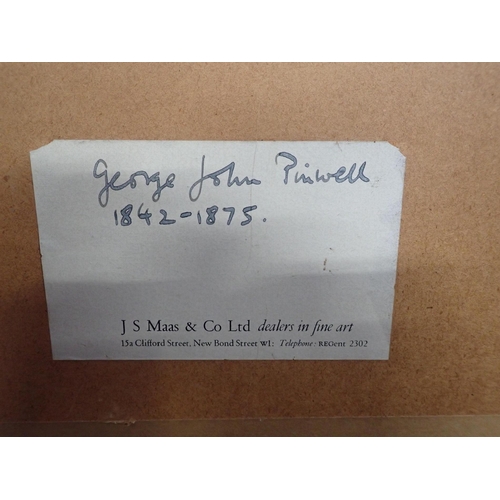 George John Pinwell
1842-1875.
J S Maas & Co Ltd dealers in fine art
15a Clifford Street, New Bond Street W1: Telephone: REGent 2302